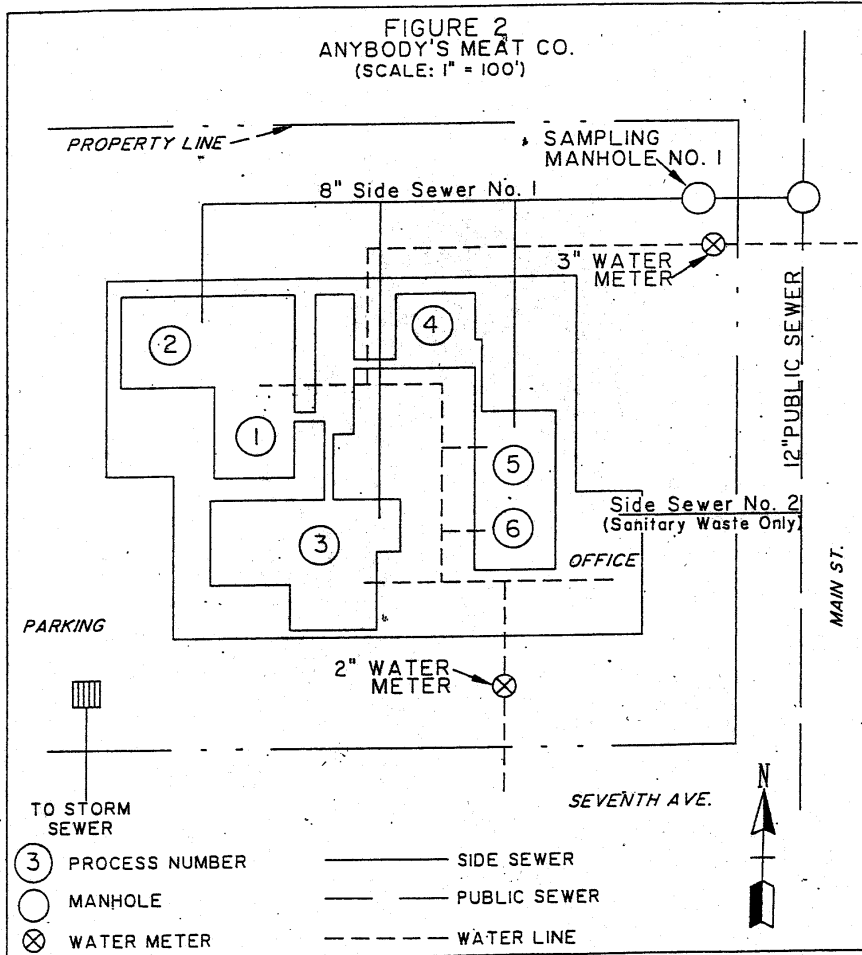 FIGURE 2
ANYBODY'S MEAT CO.
(SCALE: 1" = 100')
PROPERTY LINE
SAMPLING
MANHOLE NO. 1
8" Side Sewer No. 1
3" WATER
METER
12" PUBLIC SEWER
2
4
1
5
Side Sewer No. 2
(Sanitary Waste Only)
6
3
OFFICE
MAIN ST.
PARKING
2" WATER
METER
SEVENTH AVE.
N
TO STORM
SEWER
3 PROCESS NUMBER
SIDE SEWER
MANHOLE
PUBLIC SEWER
WATER METER
WATER LINE